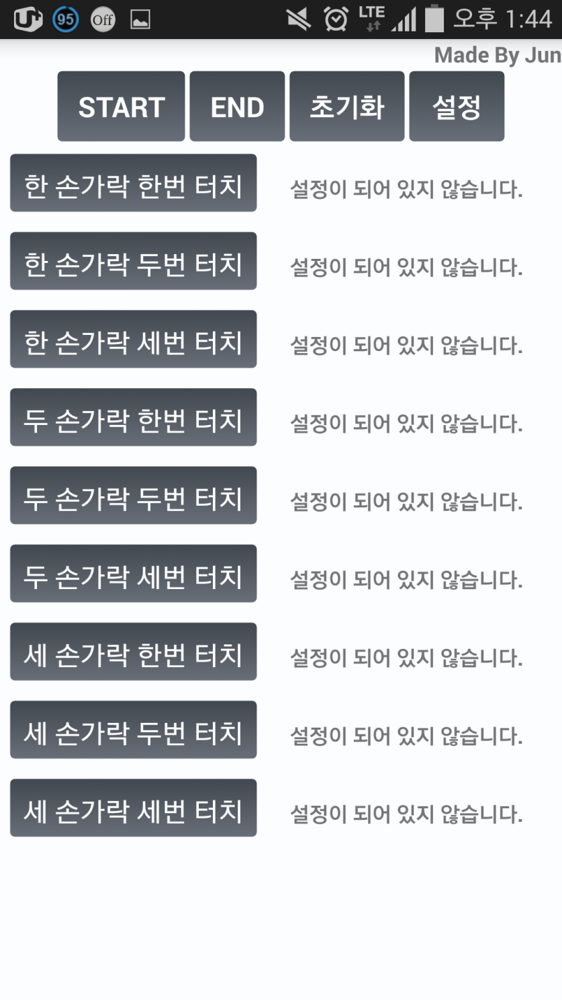 U+ 95 Off LTE 오후 1:44
Made By Jun
START END 초기화 설정
한 손가락 한번 터치 설정이 되어 있지 않습니다.
한 손가락 두번 터치 설정이 되어 있지 않습니다.
한 손가락 세번 터치 설정이 되어 있지 않습니다.
두 손가락 한번 터치 설정이 되어 있지 않습니다.
두 손가락 두번 터치 설정이 되어 있지 않습니다.
두 손가락 세번 터치 설정이 되어 있지 않습니다.
세 손가락 한번 터치 설정이 되어 있지 않습니다.
세 손가락 두번 터치 설정이 되어 있지 않습니다.
세 손가락 세번 터치 설정이 되어 있지 않습니다.